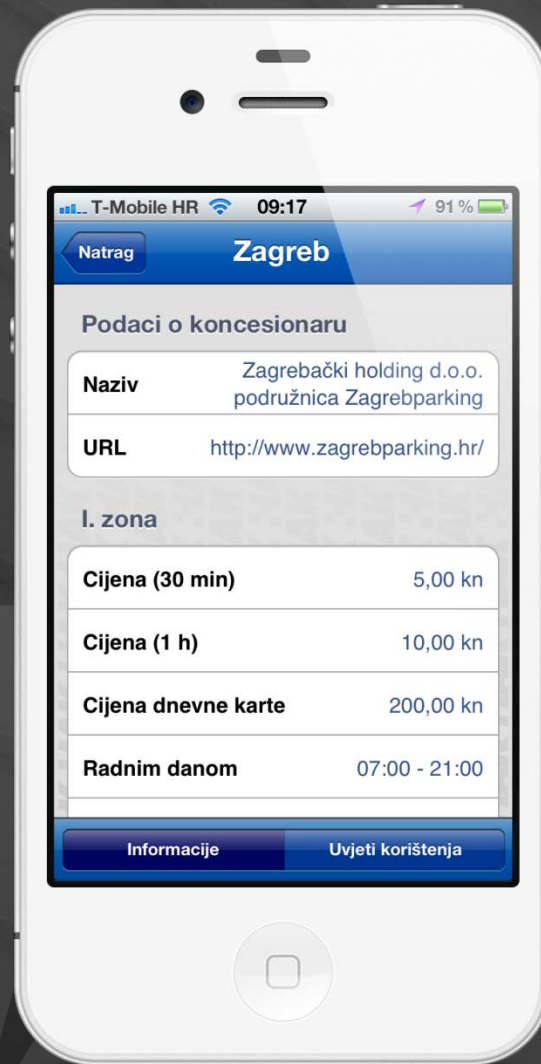 T-Mobile HR 09:17 91 %
Natrag Zagreb
Podaci o koncesionaru
Naziv Zagrebački holding d.o.o.
podružnica Zagrebparking
URL http://www.zagrebparking.hr/
I. zona
Cijena (30 min) 5,00 kn
Cijena (1 h) 10,00 kn
Cijena dnevne karte 200,00 kn
Radnim danom 07:00 - 21:00
Informacije Uvjeti korištenja